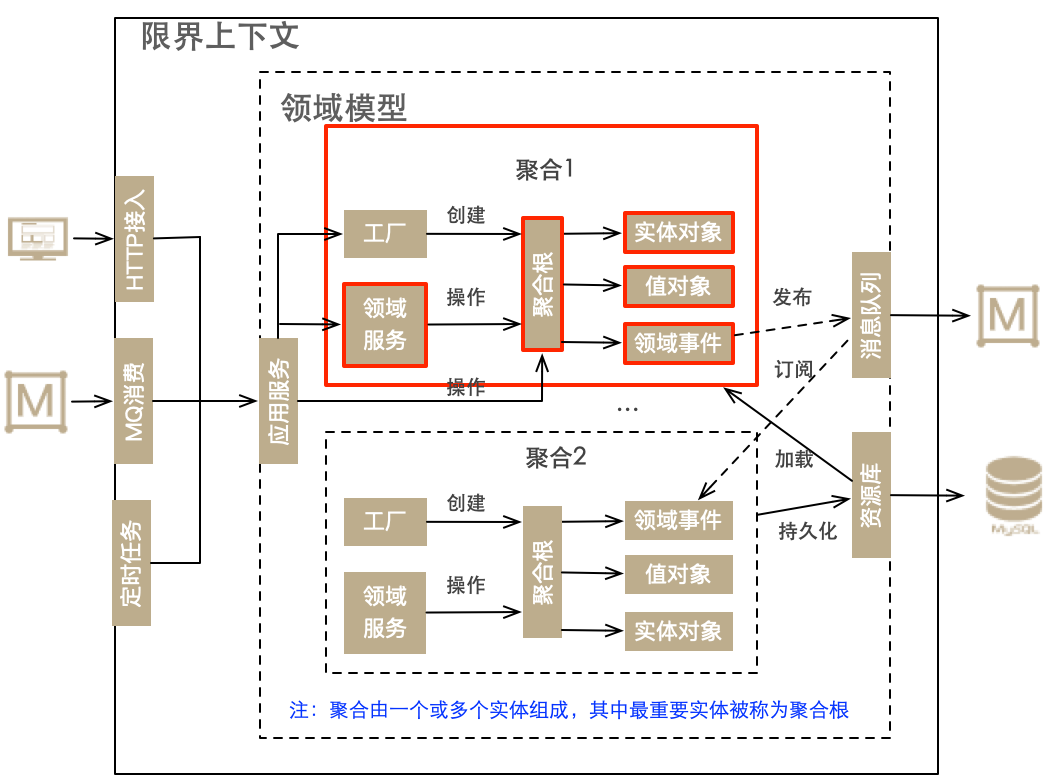 限界上下文
领域模型
聚合1
HTTP接入
工厂
创建
聚合根
实体对象
值对象
领域
服务
操作
领域事件
发布
消息队列
M
订阅
M
MQ消费
应用服务
操作
...
加载
聚合2
资源库
MySQL
持久化
工厂
创建
聚合根
领域事件
值对象
定时任务
领域
服务
操作
实体对象
注：聚合由一个或多个实体组成，其中最重要实体被称为聚合根